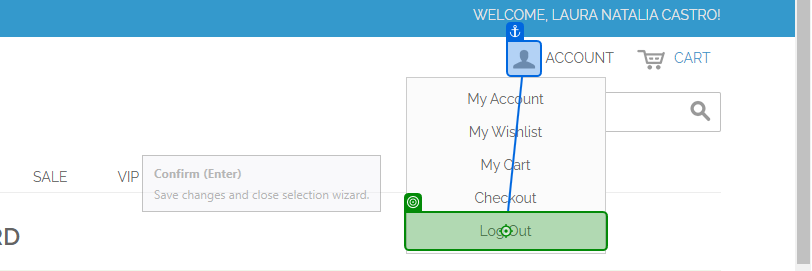 WELCOME, LAURA NATALIA CASTRO!
ACCOUNT
CART
My Account
My Wishlist
My Cart
Checkout
Log Out
SALE
VIP
Confirm (Enter)
Save changes and close selection wizard.
RD